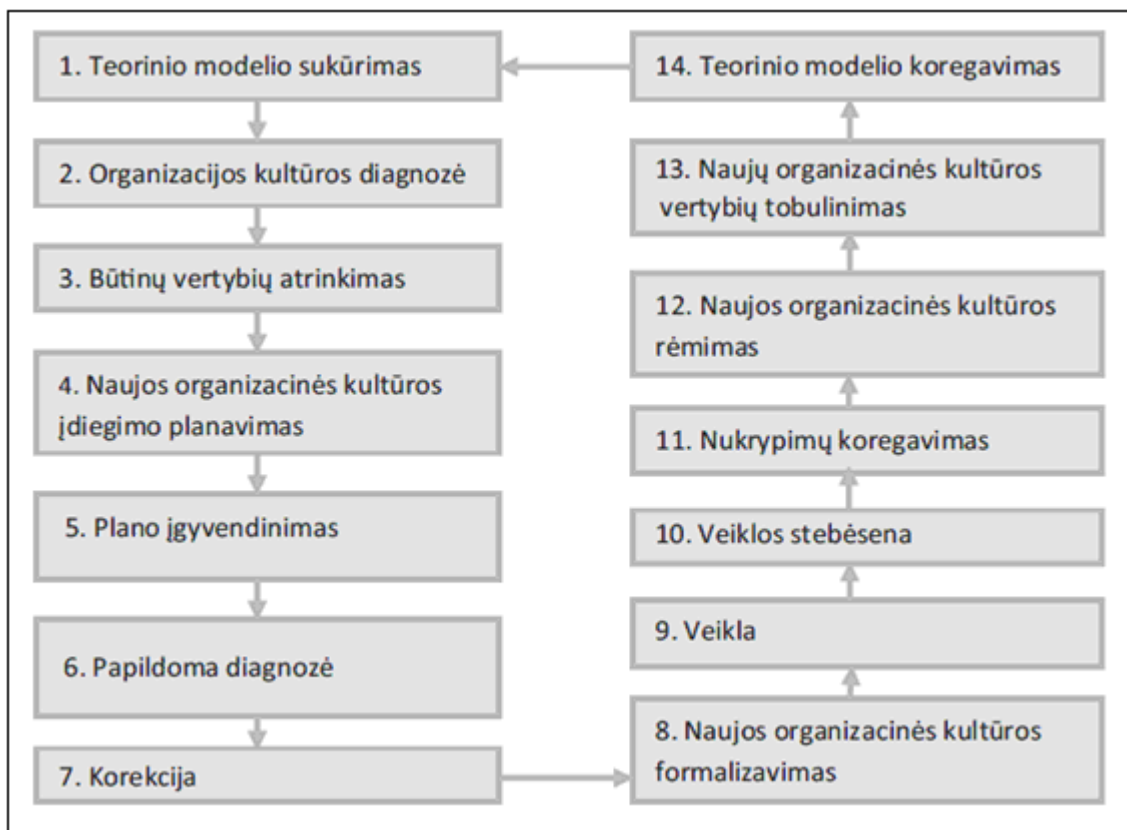 1. Teorinio modelio sukūrimas
2. Organizacijos kultūros diagnozė
3. Būtinų vertybių atrinkimas
4. Naujos organizacinės kultūros
įdiegimo planavimas
5. Plano įgyvendinimas
6. Papildoma diagnozė
7. Korekcija
8. Naujos organizacinės kultūros
formalizavimas
9. Veikla
10. Veiklos stebėsena
11. Nukrypimų koregavimas
12. Naujos organizacinės kultūros
rėmimas
13. Naujų organizacinės kultūros
vertybių tobulinimas
14. Teorinio modelio koregavimas